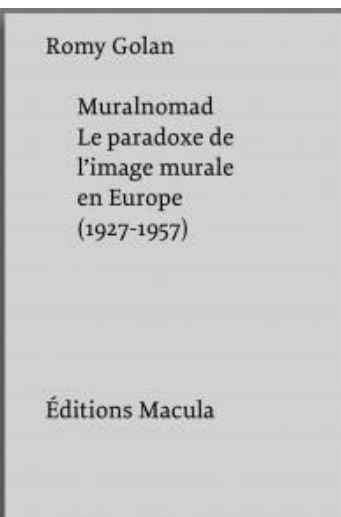 Romy Golan
Muralnomad
Le paradoxe de
l’image murale
en Europe
(1927-1957)
Éditions Macula